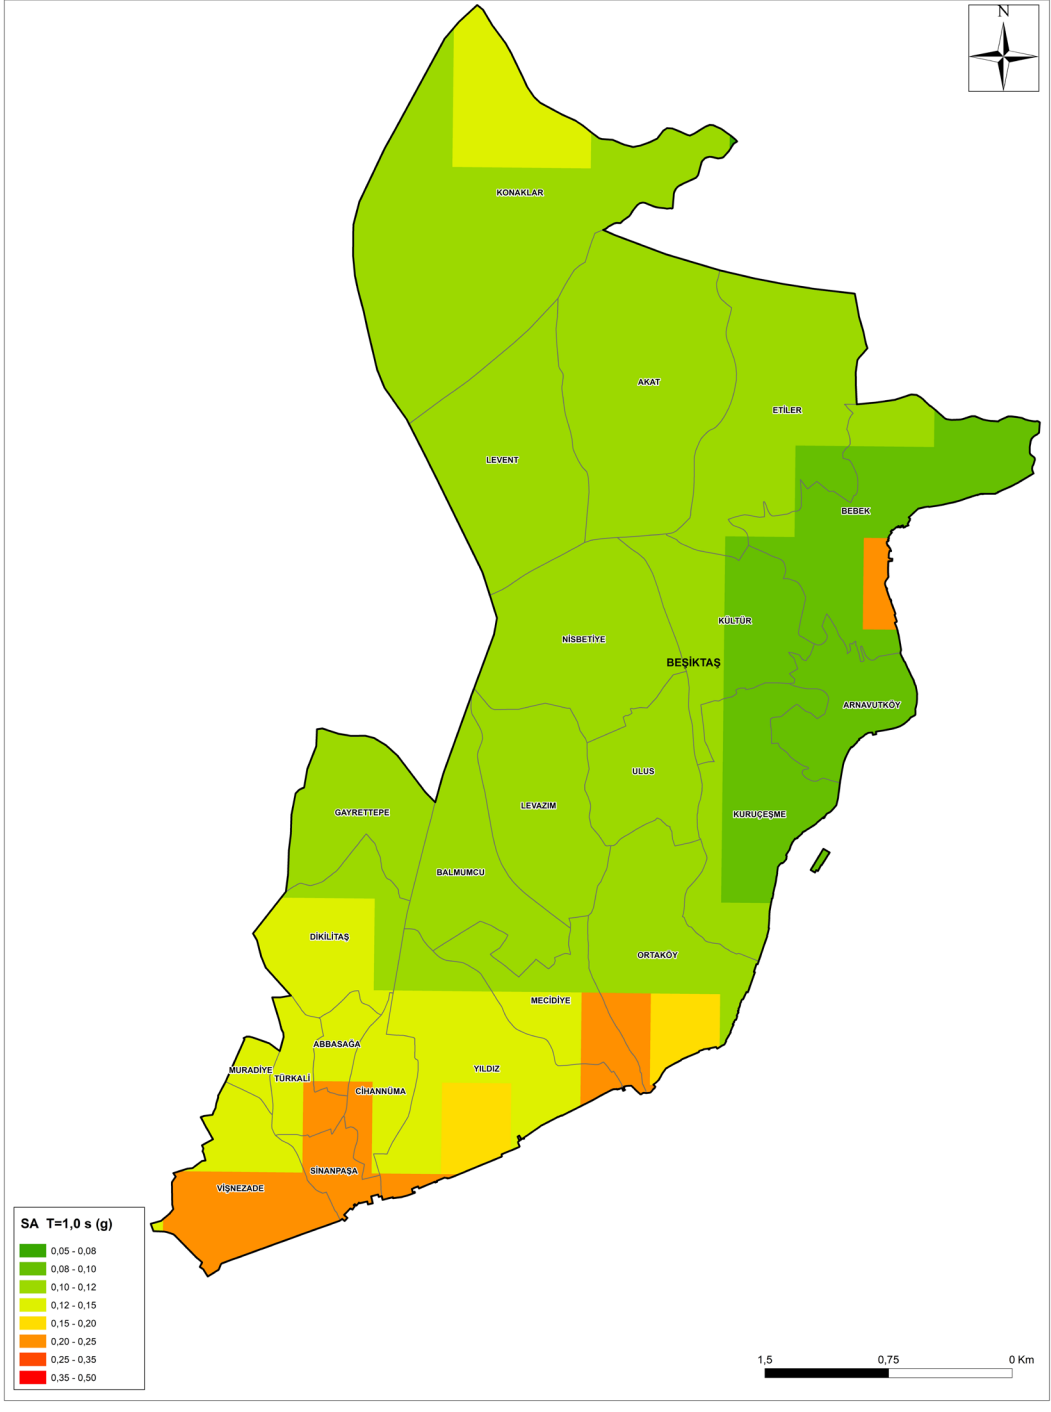 N
KONAKLAR
AKAT
ETİLER
LEVENT
BEBEK
KÜLTÜR
NİSBETİYE
BEŞİKTAŞ
ARNAVUTKÖY
ULUS
LEVAZIM
GAYRETTEPE
KURUÇEŞME
BALMUMCU
DİKİLİTAŞ
ORTAKÖY
MECİDİYE
ABBASAĞA
MURADİYE
TÜRKALİ
YILDIZ
CİHANNÜMA
SİNANPAŞA
VİŞNEZADE
SA T=1,0 s (g)
0,05 - 0,08
0,08 - 0,10
0,10 - 0,12
0,12 - 0,15
0,15 - 0,20
0,20 - 0,25
0,25 - 0,35
0,35 - 0,50
1,5 0,75 0 Km